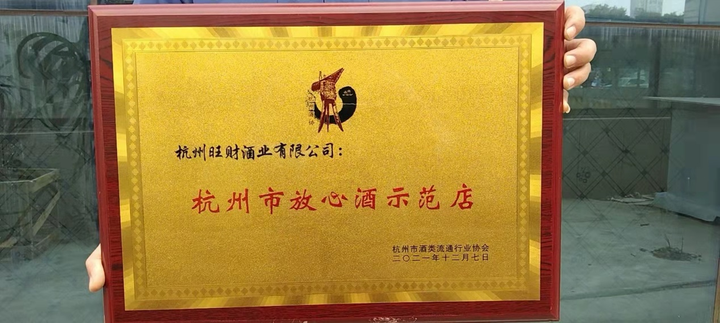 杭州旺财酒业有限公司：
杭州市放心酒示范店
杭州市酒类流通行业协会
二〇二一年十二月七日